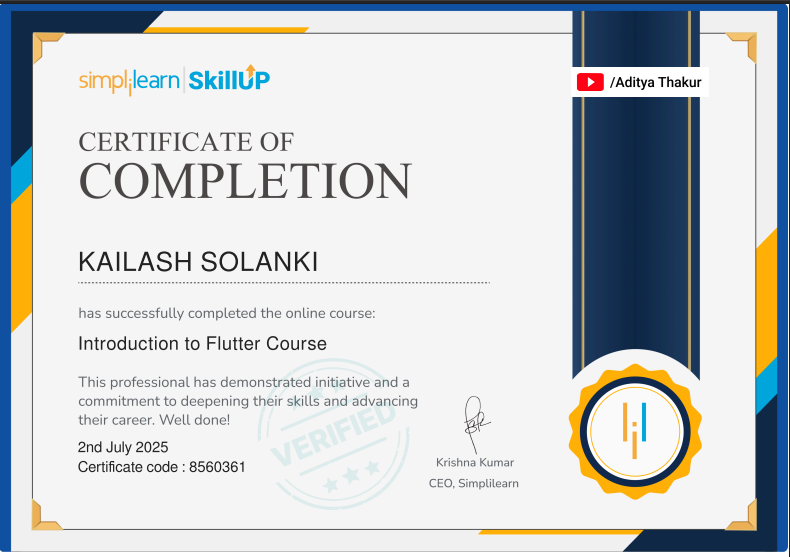 simplilearn | SkillUP
/Aditya Thakur
CERTIFICATE OF
COMPLETION
KAILASH SOLANKI
has successfully completed the online course:
Introduction to Flutter Course
This professional has demonstrated initiative and a
commitment to deepening their skills and advancing
their career. Well done!
VERIFIED
2nd July 2025
Certificate code : 8560361
Krishna Kumar
CEO, Simplilearn